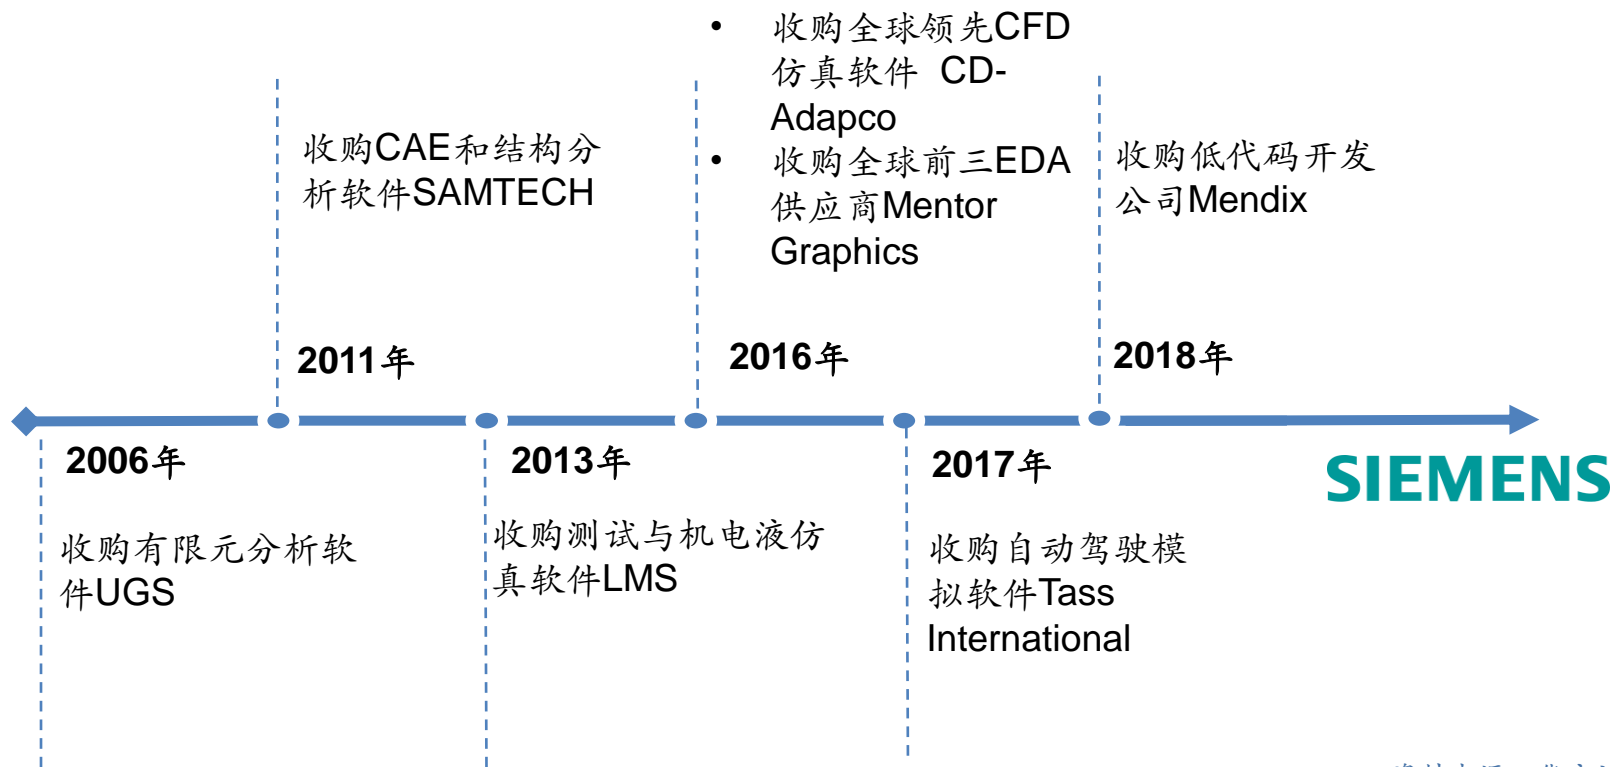 • 收购全球领先CFD
仿真软件 CD-
Adapco
• 收购全球前三EDA
供应商Mentor
Graphics
收购CAE和结构分
析软件SAMTECH
收购低代码开发
公司Mendix
2011年
2016年
2018年
2006年
2013年
2017年
SIEMENS
收购有限元分析软
件UGS
收购测试与机电液仿
真软件LMS
收购自动驾驶模
拟软件Tass
International